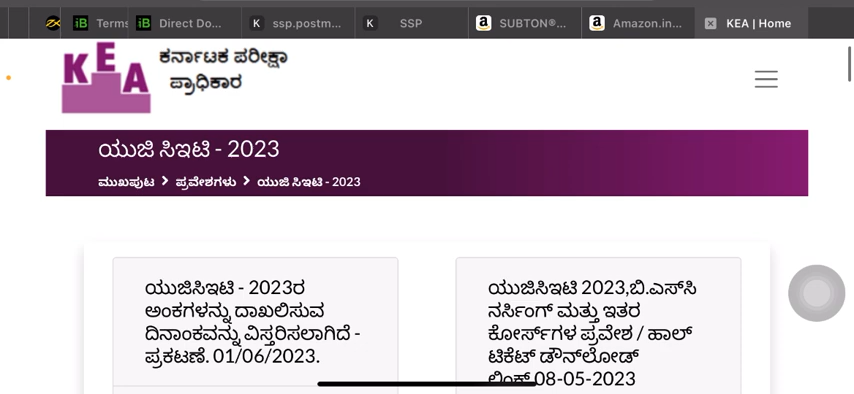 Terms
Direct Do...
ssp.postm...
SSP
SUBTON®...
Amazon.in...
KEA | Home
KEA
ಕರ್ನಾಟಕ ಪರೀಕ್ಷಾ
ಪ್ರಾಧಿಕಾರ
ಯುಜಿ ಸಿಇಟಿ - 2023
ಮುಖಪುಟ > ಪ್ರವೇಶಗಳು > ಯುಜಿ ಸಿಇಟಿ - 2023
ಯುಜಿಸಿಇಟಿ - 2023ರ
ಅಂಕಗಳನ್ನು ದಾಖಲಿಸುವ
ದಿನಾಂಕವನ್ನು ವಿಸ್ತರಿಸಲಾಗಿದೆ -
ಪ್ರಕಟಣೆ. 01/06/2023.
ಯುಜಿಸಿಇಟಿ 2023,ಬಿ.ಎಸ್‌ಸಿ
ನರ್ಸಿಂಗ್ ಮತ್ತು ಇತರ
ಕೋರ್ಸ್‌ಗಳ ಪ್ರವೇಶ / ಹಾಲ್
ಟಿಕೆಟ್ ಡೌನ್‌ಲೋಡ್
ಲಿಂಕ್ 08-05-2023